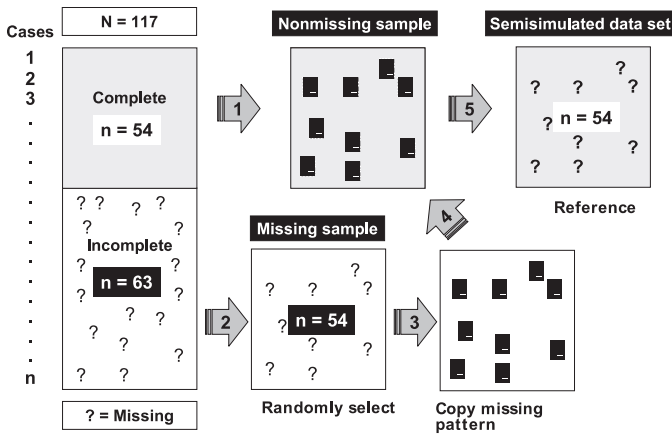 Cases
N = 117
Nonmissing sample
Semisimulated data set
1
2
3
.
.
.
.
.
.
.
.
.
.
.
.
.
n
Complete
n = 54
1
5
? ? ? ? ? ? ? ?
n = 54
? ?
Reference
4
? ? ? ?
?
?
Incomplete
? ?
n = 63
? ?
? ?
? ?
? ?
? ?
2
Missing sample
?
? ? ?
? n = 54
? ?
? ?
Randomly select
3
Copy missing
pattern
? = Missing